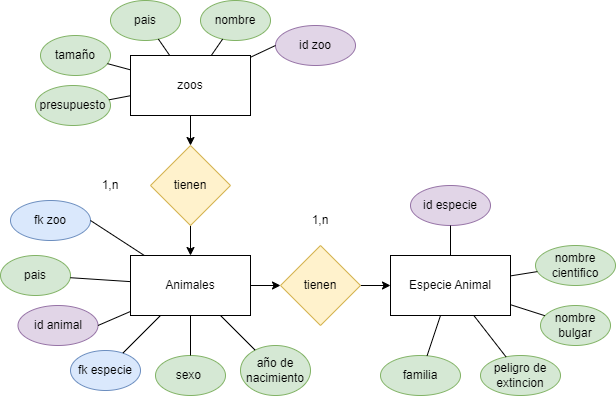 pais
nombre
id zoo
tamaño
zoos
presupuesto
1,n
tienen
fk zoo
id especie
1,n
pais
Animales
tienen
Especie Animal
nombre
cientifico
id animal
nombre
bulgar
fk especie
sexo
año de
nacimiento
familia
peligro de
extincion